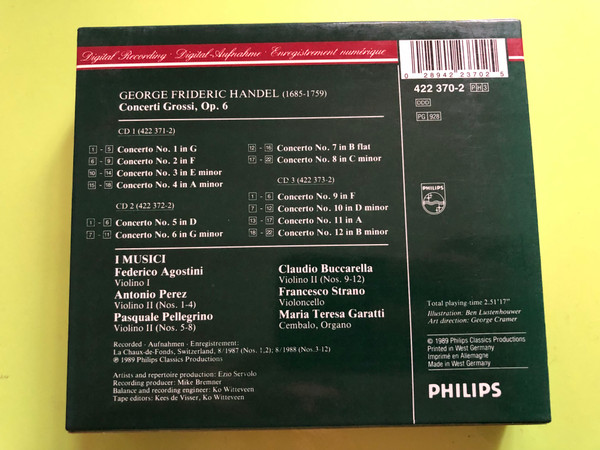 Digital Recording · Digital-Aufnahme · Enregistrement numérique
GEORGE FRIDERIC HANDEL (1685-1759)
Concerti Grossi, Op. 6
CD 1 (422 371-2)
1 - 5 Concerto No. 1 in G
6 - 9 Concerto No. 2 in F
10 - 14 Concerto No. 3 in E minor
15 - 18 Concerto No. 4 in A minor
CD 2 (422 372-2)
1 - 6 Concerto No. 5 in D
7 - 11 Concerto No. 6 in G minor
12 - 16 Concerto No. 7 in B flat
17 - 22 Concerto No. 8 in C minor
CD 3 (422 373-2)
1 - 6 Concerto No. 9 in F
7 - 12 Concerto No. 10 in D minor
13 - 17 Concerto No. 11 in A
18 - 22 Concerto No. 12 in B minor
I MUSICI
Federico Agostini
Violino I
Antonio Perez
Violino II (Nos. 1-4)
Pasquale Pellegrino
Violino II (Nos. 5-8)
Claudio Buccarella
Violino II (Nos. 9-12)
Francesco Strano
Violoncello
Maria Teresa Garatti
Cembalo, Organo
Recorded · Aufnahmen · Enregistrement:
La Chaux-de-Fonds, Switzerland, 8/1987 (Nos. 1,2); 8/1988 (Nos. 3-12)
℗ 1989 Philips Classics Productions
Artists and repertoire production: Ezio Servolo
Recording producer: Mike Bremner
Balance and recording engineer: Ko Witteveen
Tape editors: Kees de Visser, Ko Witteveen
0 28942 23702 5
422 370-2 PH3
DDD
PG 928
PHILIPS
Total playing time 2.51'17"
Illustration: Ben Lustenhouwer
Art direction: George Cramer
© 1989 Philips Classics Productions
Printed in West Germany
Imprimé en Allemagne
Made in West Germany
PHILIPS